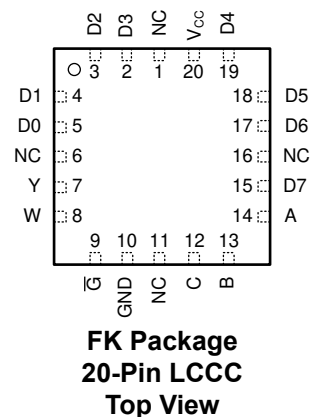 D2 D3 NC VCC D4
3 2 1 20 19
D1 4 18 D5
D0 5 17 D6
NC 6 16 NC
Y 7 15 D7
W 8 14 A
9 10 11 12 13
G̅ GND NC C B
FK Package
20-Pin LCCC
Top View